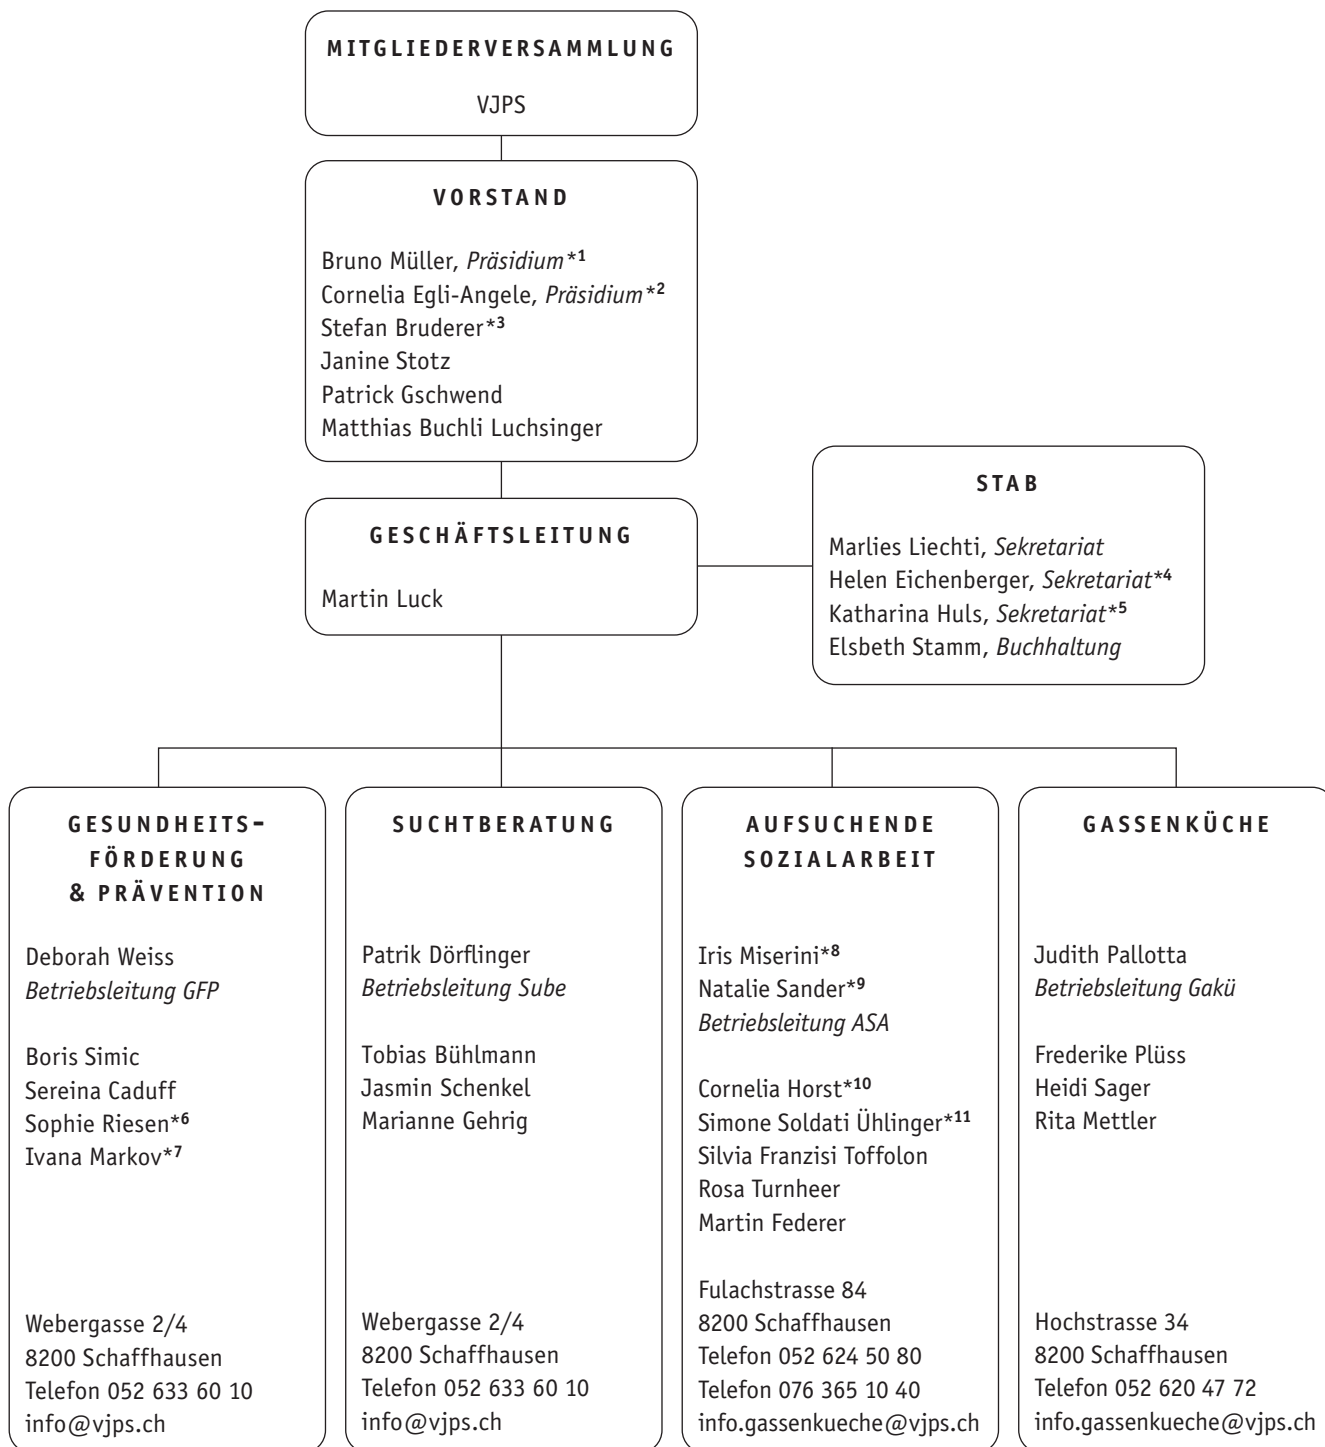 MITGLIEDERVERSAMMLUNG
VJPS
VORSTAND
Bruno Müller, Präsidium*1
Cornelia Egli-Angele, Präsidium*2
Stefan Bruderer*3
Janine Stotz
Patrick Gschwend
Matthias Buchli Luchsinger
GESCHÄFTSLEITUNG
Martin Luck
STAB
Marlies Liechti, Sekretariat
Helen Eichenberger, Sekretariat*4
Katharina Huls, Sekretariat*5
Elsbeth Stamm, Buchhaltung
GESUNDHEITS-
FÖRDERUNG
& PRÄVENTION
Deborah Weiss
Betriebsleitung GFP
Boris Simic
Sereina Caduff
Sophie Riesen*6
Ivana Markov*7
Webergasse 2/4
8200 Schaffhausen
Telefon 052 633 60 10
info@vjps.ch
SUCHTBERATUNG
Patrik Dörflinger
Betriebsleitung Sube
Tobias Bühlmann
Jasmin Schenkel
Marianne Gehrig
Webergasse 2/4
8200 Schaffhausen
Telefon 052 633 60 10
info@vjps.ch
AUFSUCHENDE
SOZIALARBEIT
Iris Miserini*8
Natalie Sander*9
Betriebsleitung ASA
Cornelia Horst*10
Simone Soldati Ühlinger*11
Silvia Franzisi Toffolon
Rosa Turnheer
Martin Federer
Fulachstrasse 84
8200 Schaffhausen
Telefon 052 624 50 80
Telefon 076 365 10 40
info.gassenkueche@vjps.ch
GASSENKÜCHE
Judith Pallotta
Betriebsleitung Gakü
Frederike Plüss
Heidi Sager
Rita Mettler
Hochstrasse 34
8200 Schaffhausen
Telefon 052 620 47 72
info.gassenkueche@vjps.ch